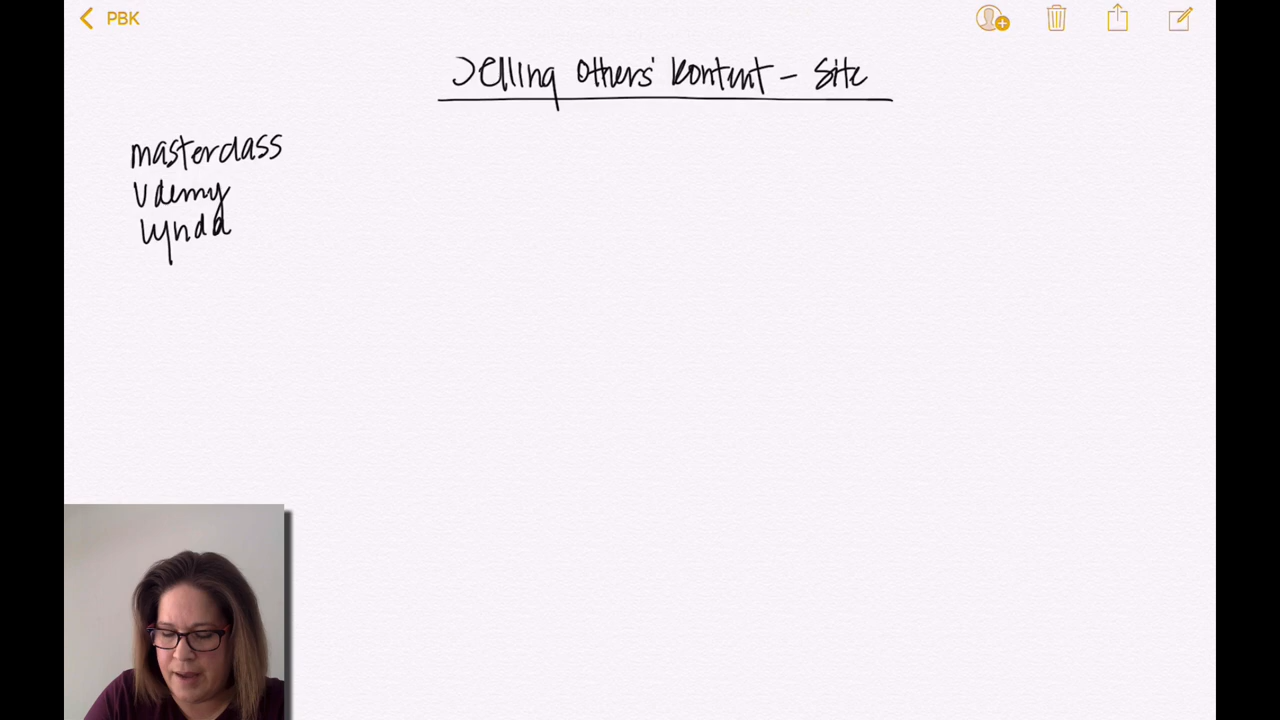 PBK
Selling Others' Kontent - Site
masterclass
Udemy
Lynda